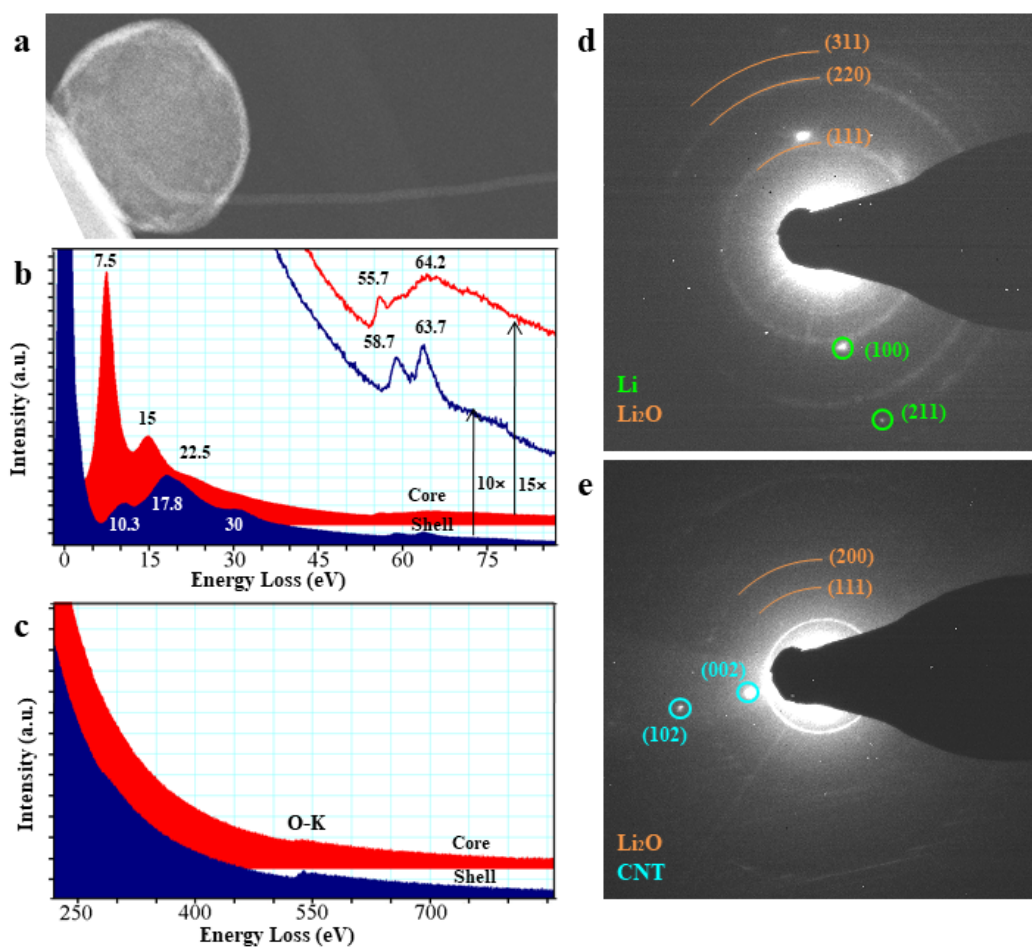 a
b
7.5
15
22.5
10.3
17.8
30
55.7
64.2
58.7
63.7
10×
15×
Core
Shell
0 15 30 45 60 75
Energy Loss (eV)
Intensity (a.u.)
c
O-K
Core
Shell
250 400 550 700
Energy Loss (eV)
Intensity (a.u.)
d
(311)
(220)
(111)
(100)
(211)
Li
Li₂O
e
(200)
(111)
(002)
(102)
Li₂O
CNT